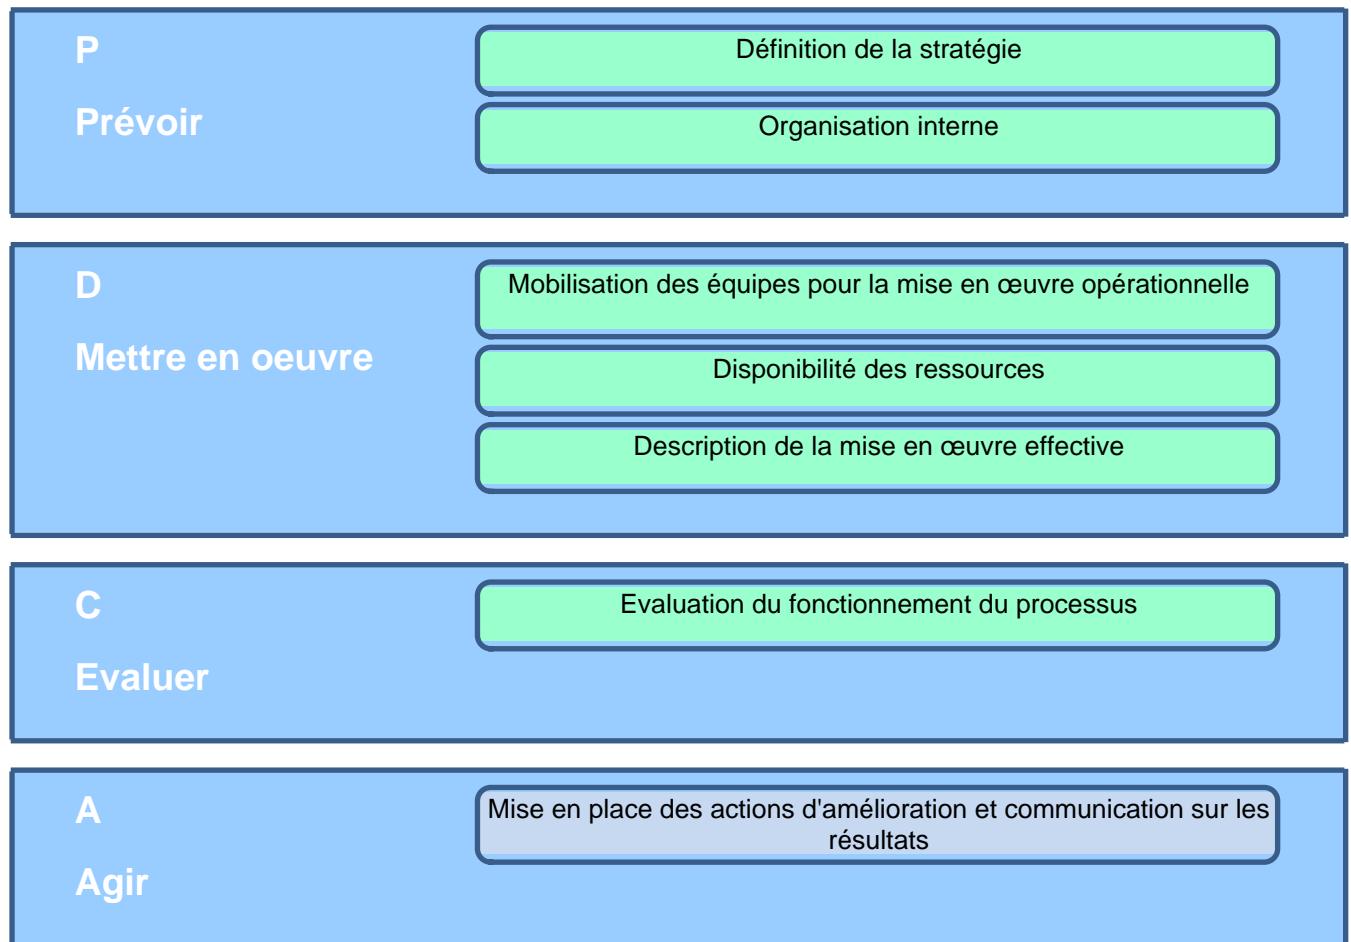 P
Définition de la stratégie
Prévoir
Organisation interne
D
Mobilisation des équipes pour la mise en œuvre opérationnelle
Mettre en oeuvre
Disponibilité des ressources
Description de la mise en œuvre effective
C
Evaluation du fonctionnement du processus
Evaluer
A
Mise en place des actions d'amélioration et communication sur les
résultats
Agir